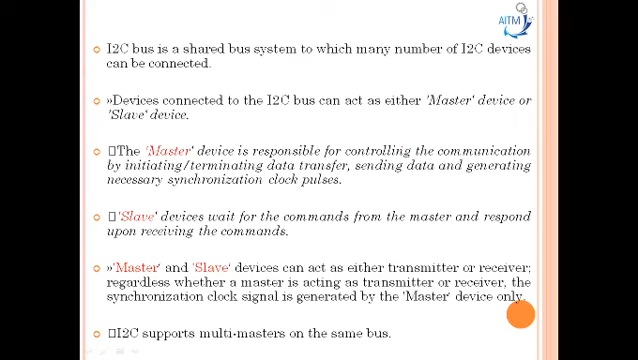 AITM
I2C bus is a shared bus system to which many number of I2C devices
can be connected.
»Devices connected to the I2C bus can act as either 'Master' device or
'Slave' device.
The 'Master' device is responsible for controlling the communication
by initiating/terminating data transfer, sending data and generating
necessary synchronization clock pulses.
'Slave' devices wait for the commands from the master and respond
upon receiving the commands.
»'Master' and 'Slave' devices can act as either transmitter or receiver;
regardless whether a master is acting as transmitter or receiver, the
synchronization clock signal is generated by the 'Master' device only.
I2C supports multi-masters on the same bus.